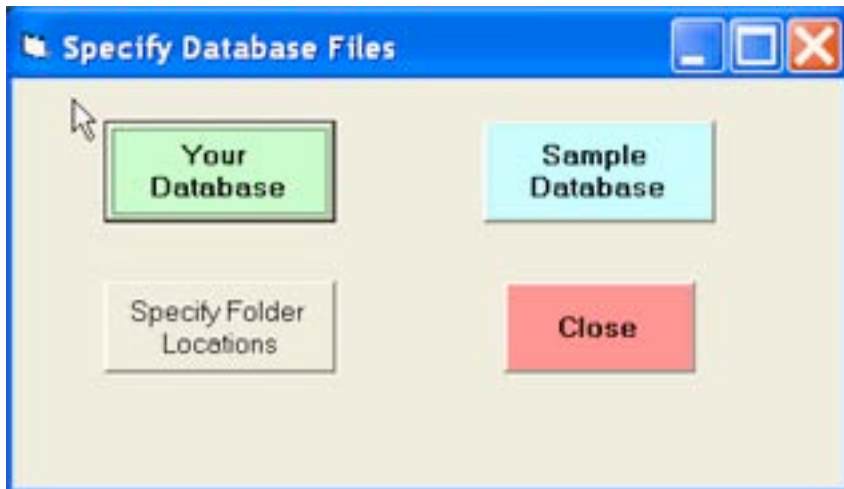 Specify Database Files
Your
Database
Sample
Database
Specify Folder
Locations
Close